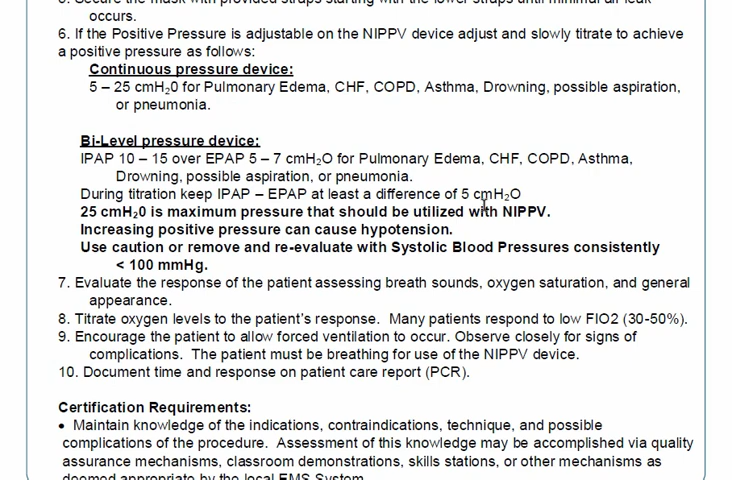 5. Secure the mask with provided straps starting with the lower straps until minimal air leak
occurs.
6. If the Positive Pressure is adjustable on the NIPPV device adjust and slowly titrate to achieve
a positive pressure as follows:
Continuous pressure device:
5 – 25 cmH₂0 for Pulmonary Edema, CHF, COPD, Asthma, Drowning, possible aspiration,
or pneumonia.
Bi-Level pressure device:
IPAP 10 – 15 over EPAP 5 – 7 cmH₂O for Pulmonary Edema, CHF, COPD, Asthma,
Drowning, possible aspiration, or pneumonia.
During titration keep IPAP – EPAP at least a difference of 5 cmH₂O
25 cmH₂0 is maximum pressure that should be utilized with NIPPV.
Increasing positive pressure can cause hypotension.
Use caution or remove and re-evaluate with Systolic Blood Pressures consistently
< 100 mmHg.
7. Evaluate the response of the patient assessing breath sounds, oxygen saturation, and general
appearance.
8. Titrate oxygen levels to the patient's response. Many patients respond to low FIO2 (30-50%).
9. Encourage the patient to allow forced ventilation to occur. Observe closely for signs of
complications. The patient must be breathing for use of the NIPPV device.
10. Document time and response on patient care report (PCR).
Certification Requirements:
• Maintain knowledge of the indications, contraindications, technique, and possible
complications of the procedure. Assessment of this knowledge may be accomplished via quality
assurance mechanisms, classroom demonstrations, skills stations, or other mechanisms as
deemed appropriate by the local EMS System.